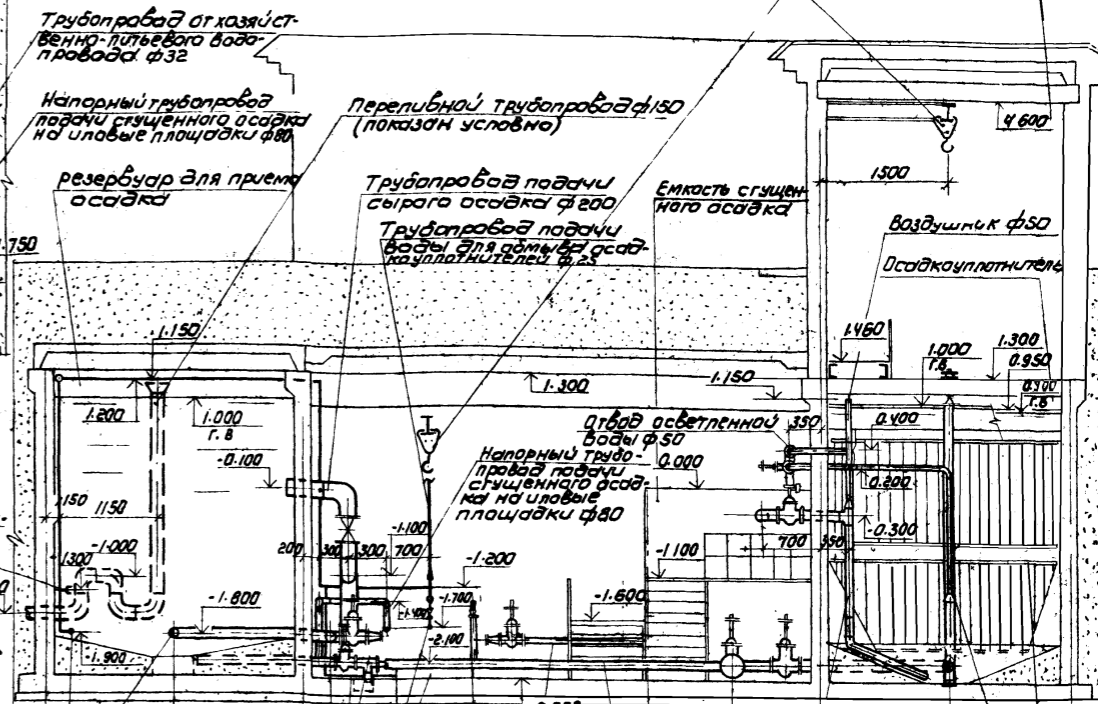 Трубопровод от хозяйст-
венно-питьевого водо-
провода ф32
Напорный трубопровод
подачи сгущенного осадка
на иловые площадки ф80
Переливной трубопровод ф150
(показан условно)
резервуар для приема
осадка
Трубопровод подачи
сырого осадка ф200
Трубопровод подачи
воды для обмыва осад-
коуплотнителей ф25
Емкость сгущен-
ного осадка
4.600
1500
Воздушник ф50
Осадкоуплотнитель
1.750
1.150
1.460
1.000
г.в.
1.300
0.950
0.900
г.в
1.300
1.150
1.200
1.000
г.в
-0.100
Отвод осветленной
воды ф50
350
0.400
Напорный трубо-
провод подачи
сгущенного осад-
ка на иловые
площадки ф80
0.000
0.200
-0.300
700
350
150
1150
-1.000
1300
200
300
300
700
-1.100
-1.200
-1.100
-1.800
-1.400
-1.700
-1.600
-2.100
-1.900